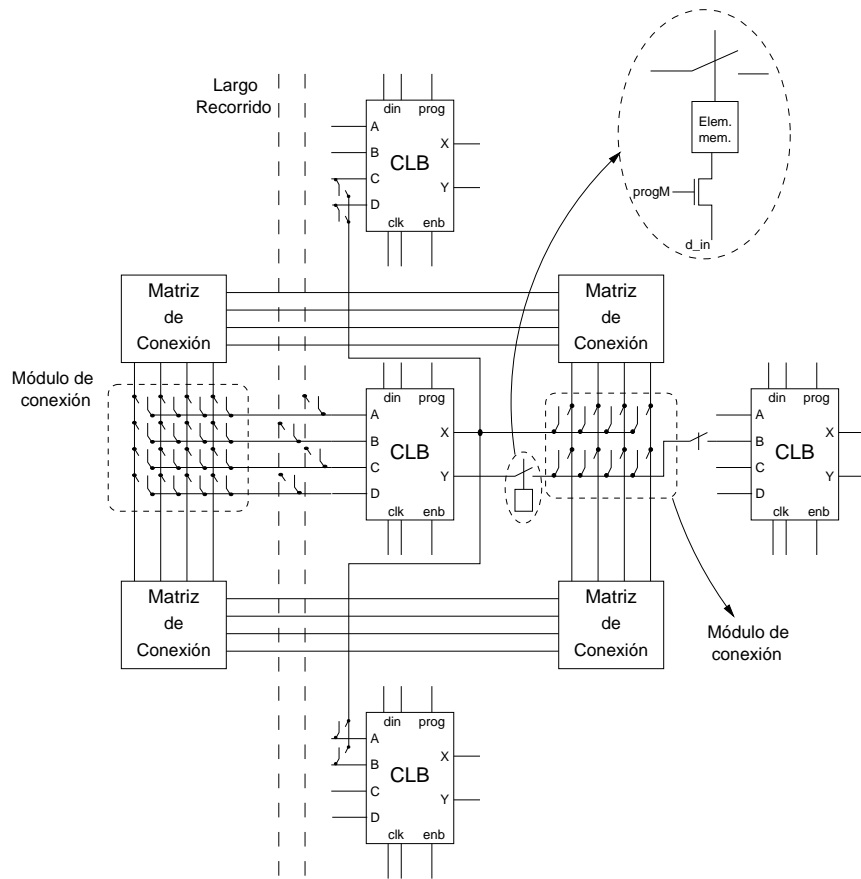 Largo
Recorrido
din prog
A
B
C
D
X
Y
CLB
clk enb
Elem.
mem.
progM
d_in
Matriz
de
Conexión
Matriz
de
Conexión
Módulo de
conexión
din prog
A
B
C
D
X
Y
CLB
clk enb
din prog
A
B
C
D
X
Y
CLB
clk enb
Matriz
de
Conexión
Matriz
de
Conexión
Módulo de
conexión
din prog
A
B
C
D
X
Y
CLB
clk enb